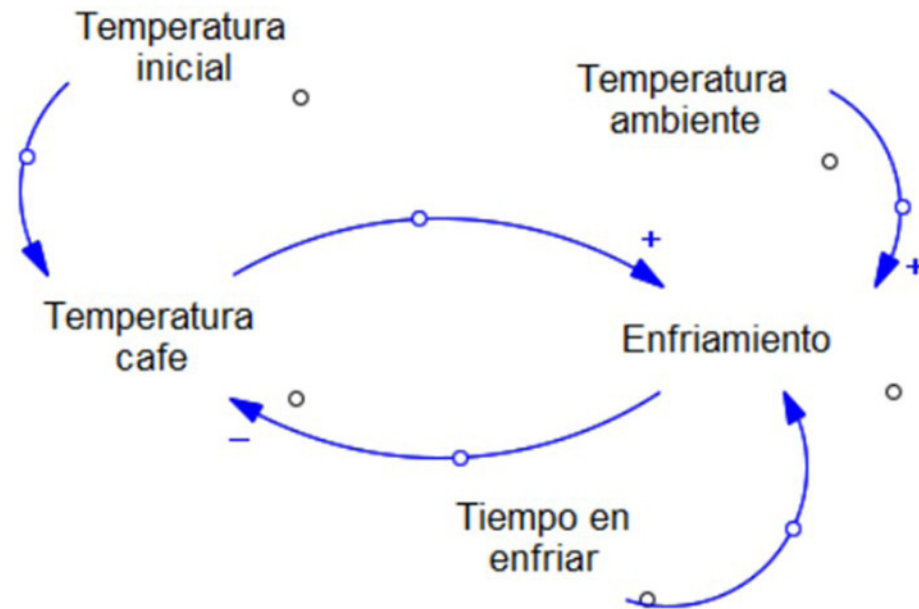 Temperatura
inicial
Temperatura
ambiente
+
+
Temperatura
cafe
Enfriamiento
–
Tiempo en
enfriar